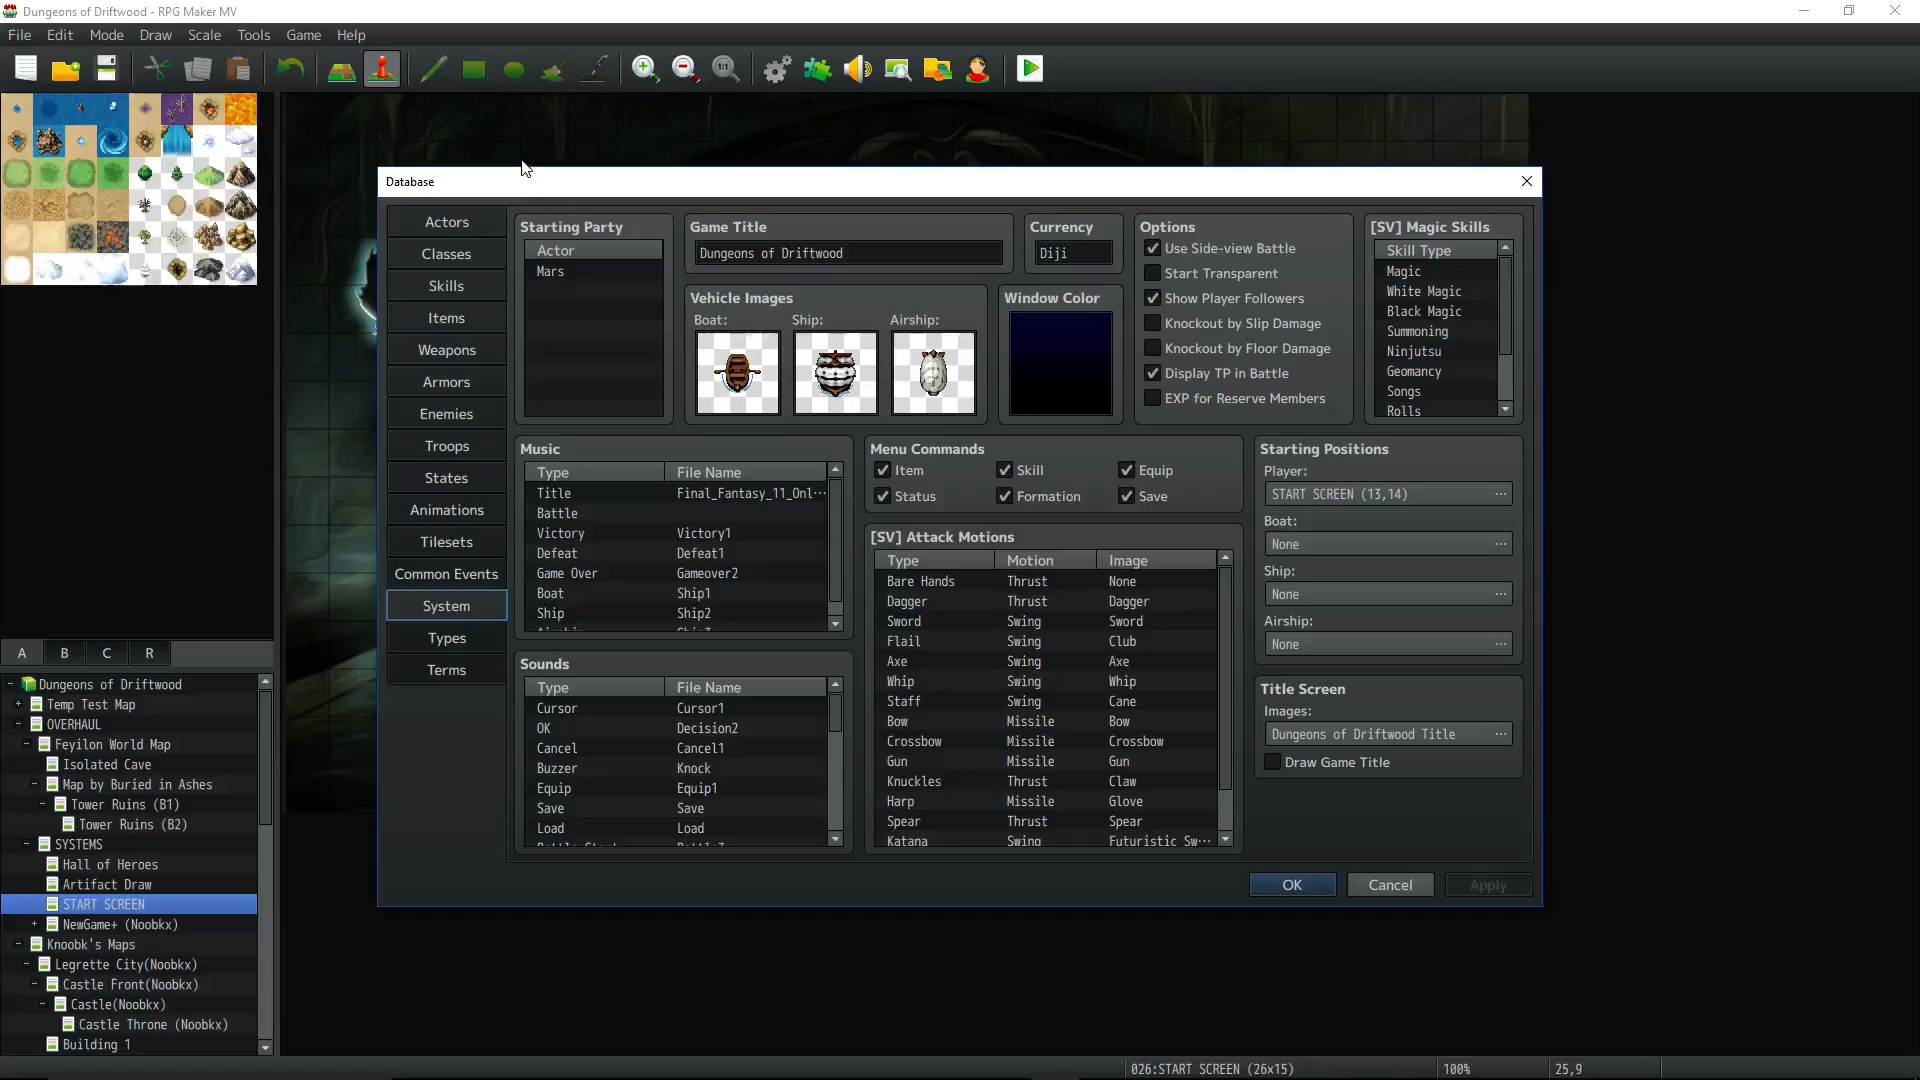 Dungeons of Driftwood - RPG Maker MV
File Edit Mode Draw Scale Tools Game Help
Database
Actors
Classes
Skills
Items
Weapons
Armors
Enemies
Troops
States
Animations
Tilesets
Common Events
System
Types
Terms
Starting Party
Actor
Mars
Game Title
Dungeons of Driftwood
Currency
Diji
Vehicle Images
Boat: Ship: Airship:
Window Color
Options
Use Side-view Battle
Start Transparent
Show Player Followers
Knockout by Slip Damage
Knockout by Floor Damage
Display TP in Battle
EXP for Reserve Members
[SV] Magic Skills
Skill Type
Magic
White Magic
Black Magic
Summoning
Ninjutsu
Geomancy
Songs
Rolls
Music
Type File Name
Title Final_Fantasy_11_Onl···
Battle
Victory Victory1
Defeat Defeat1
Game Over Gameover2
Boat Ship1
Ship Ship2
Sounds
Type File Name
Cursor Cursor1
OK Decision2
Cancel Cancel1
Buzzer Knock
Equip Equip1
Save Save
Load Load
Menu Commands
Item Skill Equip
Status Formation Save
[SV] Attack Motions
Type Motion Image
Bare Hands Thrust None
Dagger Thrust Dagger
Sword Swing Sword
Flail Swing Club
Axe Swing Axe
Whip Swing Whip
Staff Swing Cane
Bow Missile Bow
Crossbow Missile Crossbow
Gun Missile Gun
Knuckles Thrust Claw
Harp Missile Glove
Spear Thrust Spear
Katana Swing Futuristic Sw···
Starting Positions
Player:
START SCREEN (13,14) ···
Boat:
None ···
Ship:
None ···
Airship:
None ···
Title Screen
Images:
Dungeons of Driftwood Title ···
Draw Game Title
OK Cancel Apply
A B C R
Dungeons of Driftwood
Temp Test Map
OVERHAUL
Feyilon World Map
Isolated Cave
Map by Buried in Ashes
Tower Ruins (B1)
Tower Ruins (B2)
SYSTEMS
Hall of Heroes
Artifact Draw
START SCREEN
NewGame+ (Noobkx)
Knoobk's Maps
Legrette City(Noobkx)
Castle Front(Noobkx)
Castle(Noobkx)
Castle Throne (Noobkx)
Building 1
026:START SCREEN (26x15) 100% 25,9